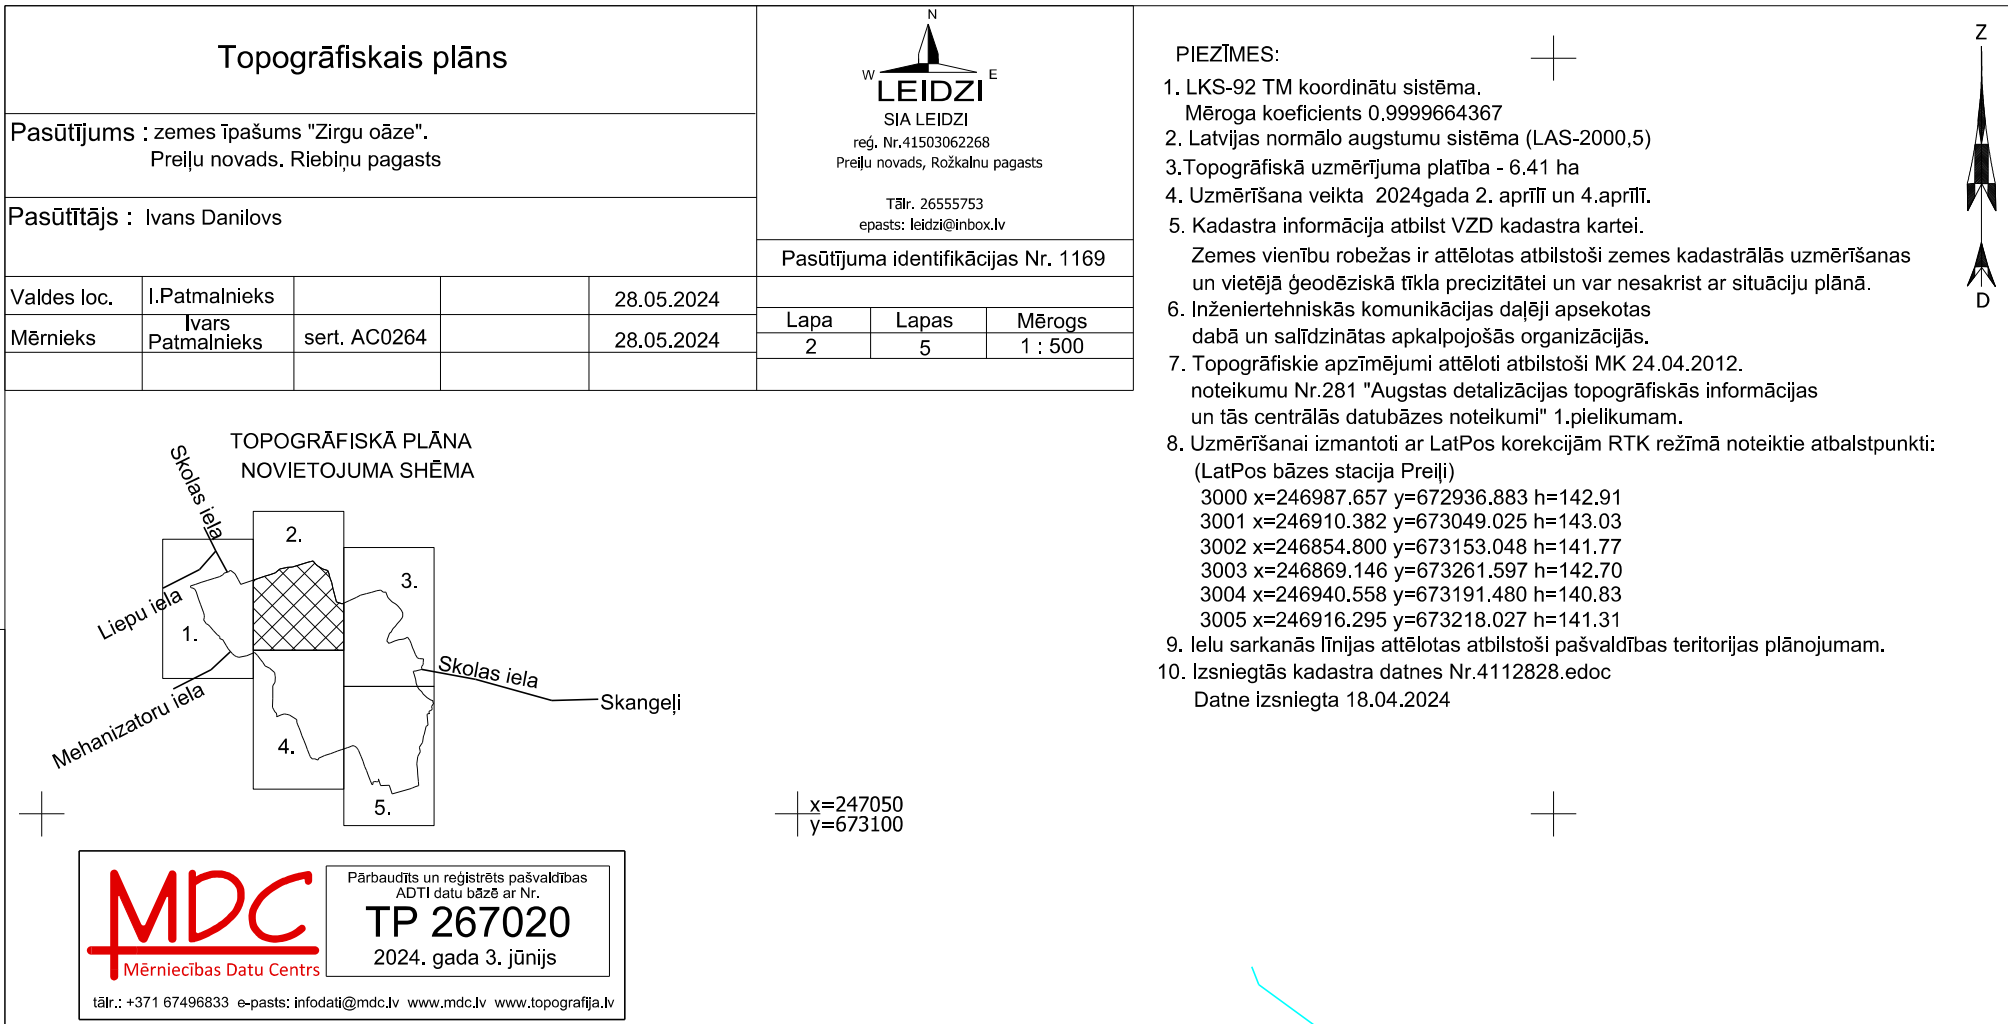 Topogrāfiskais plāns
Pasūtījums : zemes īpašums "Zirgu oāze".
Preiļu novads. Riebiņu pagasts
Pasūtītājs : Ivans Danilovs
Valdes loc. I.Patmalnieks 28.05.2024
Mērnieks Ivars Patmalnieks sert. AC0264 28.05.2024
N
W E
LEIDZI
SIA LEIDZI
reģ. Nr.41503062268
Preiļu novads, Rožkalnu pagasts
Tālr. 26555753
epasts: leidzi@inbox.lv
Pasūtījuma identifikācijas Nr. 1169
Lapa Lapas Mērogs
2 5 1 : 500
PIEZĪMES:
1. LKS-92 TM koordinātu sistēma.
Mēroga koeficients 0.9999664367
2. Latvijas normālo augstumu sistēma (LAS-2000,5)
3.Topogrāfiskā uzmērījuma platība - 6.41 ha
4. Uzmērīšana veikta 2024gada 2. aprīlī un 4.aprīlī.
5. Kadastra informācija atbilst VZD kadastra kartei.
Zemes vienību robežas ir attēlotas atbilstoši zemes kadastrālās uzmērīšanas
un vietējā ģeodēziskā tīkla precizitātei un var nesakrist ar situāciju plānā.
6. Inženiertehniskās komunikācijas daļēji apsekotas
dabā un salīdzinātas apkalpojošās organizācijās.
7. Topogrāfiskie apzīmējumi attēloti atbilstoši MK 24.04.2012.
noteikumu Nr.281 "Augstas detalizācijas topogrāfiskās informācijas
un tās centrālās datubāzes noteikumi" 1.pielikumam.
8. Uzmērīšanai izmantoti ar LatPos korekcijām RTK režīmā noteiktie atbalstpunkti:
(LatPos bāzes stacija Preiļi)
3000 x=246987.657 y=672936.883 h=142.91
3001 x=246910.382 y=673049.025 h=143.03
3002 x=246854.800 y=673153.048 h=141.77
3003 x=246869.146 y=673261.597 h=142.70
3004 x=246940.558 y=673191.480 h=140.83
3005 x=246916.295 y=673218.027 h=141.31
9. Ielu sarkanās līnijas attēlotas atbilstoši pašvaldības teritorijas plānojumam.
10. Izsniegtās kadastra datnes Nr.4112828.edoc
Datne izsniegta 18.04.2024
Z
D
TOPOGRĀFISKĀ PLĀNA
NOVIETOJUMA SHĒMA
Skolas iela
2.
3.
Liepu iela
1.
Skolas iela
Skangeļi
Mehanizatoru iela
4.
5.
x=247050
y=673100
MDC
Mērniecības Datu Centrs
Pārbaudīts un reģistrēts pašvaldības
ADTI datu bāzē ar Nr.
TP 267020
2024. gada 3. jūnijs
tālr.: +371 67496833 e-pasts: infodati@mdc.lv www.mdc.lv www.topografija.lv